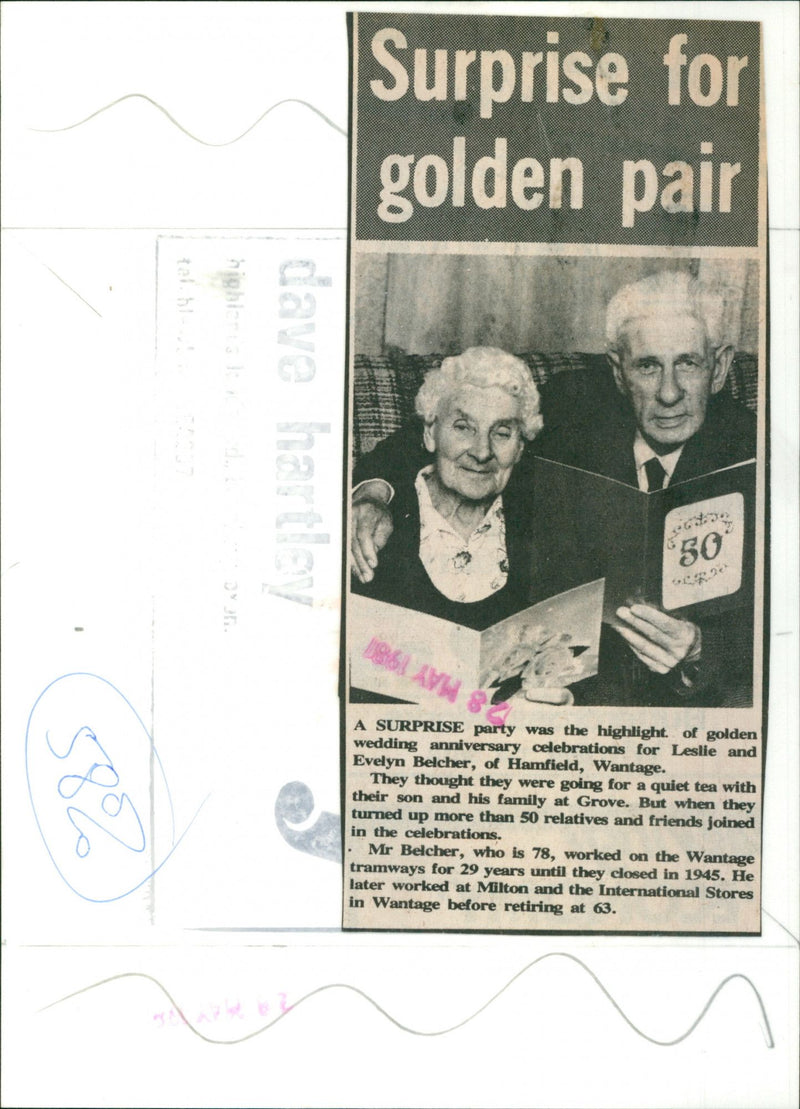 Surprise for
golden pair
50
28 MAY 1981
A SURPRISE party was the highlight of golden
wedding anniversary celebrations for Leslie and
Evelyn Belcher, of Hamfield, Wantage.
They thought they were going for a quiet tea with
their son and his family at Grove. But when they
turned up more than 50 relatives and friends joined
in the celebrations.
Mr Belcher, who is 78, worked on the Wantage
tramways for 29 years until they closed in 1945. He
later worked at Milton and the International Stores
in Wantage before retiring at 63.
dave hartley